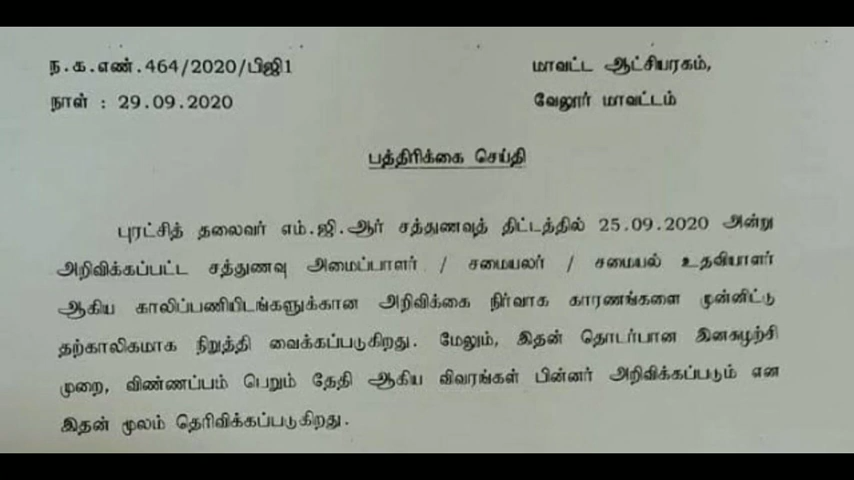 ந.க.எண்.464/2020/பிஜி1
மாவட்ட ஆட்சியரகம்,
நாள் : 29.09.2020
வேலூர் மாவட்டம்
பத்திரிக்கை செய்தி
புரட்சித் தலைவர் எம்.ஜி.ஆர் சத்துணவுத் திட்டத்தில் 25.09.2020 அன்று
அறிவிக்கப்பட்ட சத்துணவு அமைப்பாளர் / சமையலர் / சமையல் உதவியாளர்
ஆகிய காலிப்பணியிடங்களுக்கான அறிவிக்கை நிர்வாக காரணங்களை முன்னிட்டு
தற்காலிகமாக நிறுத்தி வைக்கப்படுகிறது. மேலும், இதன் தொடர்பான இனசுழற்சி
முறை, விண்ணப்பம் பெறும் தேதி ஆகிய விவரங்கள் பின்னர் அறிவிக்கப்படும் என
இதன் மூலம் தெரிவிக்கப்படுகிறது.